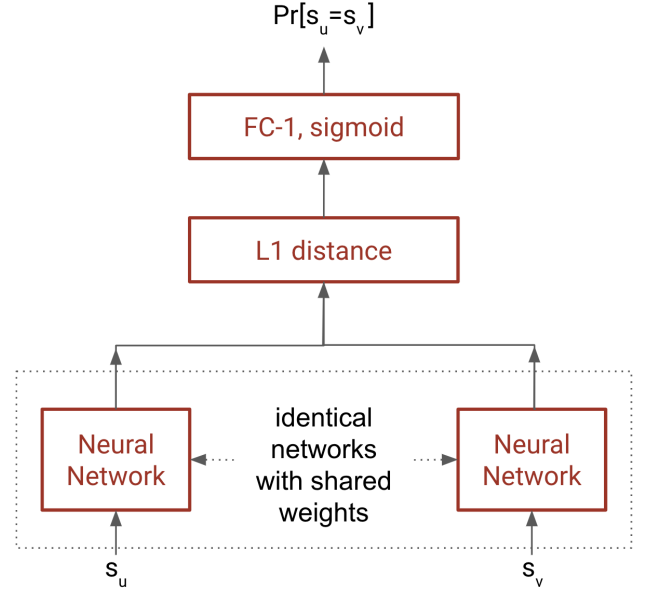 Pr[s_u=s_v]
FC-1, sigmoid
L1 distance
Neural
Network
identical
networks
with shared
weights
Neural
Network
s_u
s_v